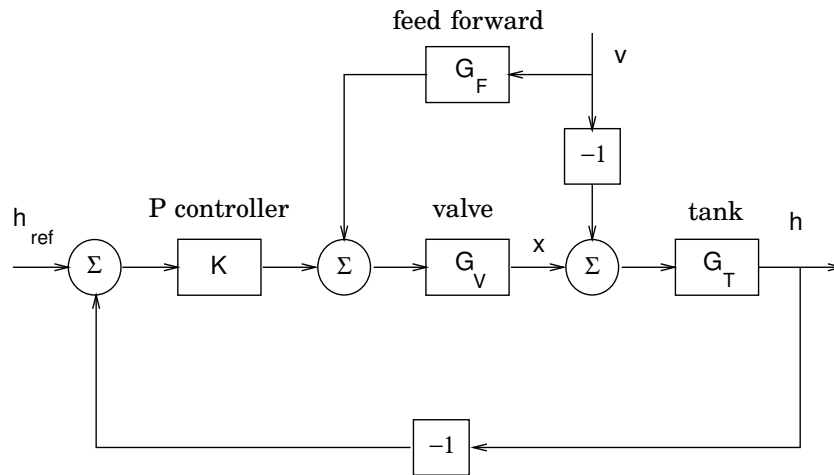 feed forward
v
G_F
−1
P controller
valve
tank
h_ref
Σ
K
Σ
G_V
x
Σ
G_T
h
−1